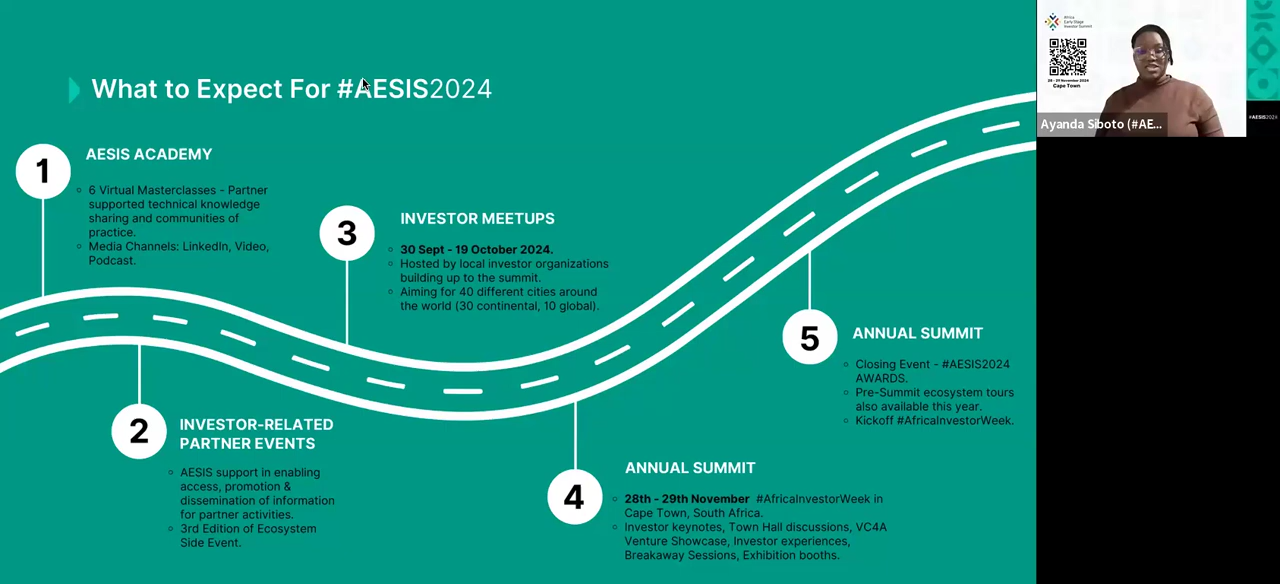 What to Expect For #AESIS2024
1
AESIS ACADEMY
6 Virtual Masterclasses - Partner
supported technical knowledge
sharing and communities of
practice.
Media Channels: LinkedIn, Video,
Podcast.
2
INVESTOR-RELATED
PARTNER EVENTS
AESIS support in enabling
access, promotion &
dissemination of information
for partner activities.
3rd Edition of Ecosystem
Side Event.
3
INVESTOR MEETUPS
30 Sept - 19 October 2024.
Hosted by local investor organizations
building up to the summit.
Aiming for 40 different cities around
the world (30 continental, 10 global).
4
ANNUAL SUMMIT
28th - 29th November #AfricaInvestorWeek in
Cape Town, South Africa.
Investor keynotes, Town Hall discussions, VC4A
Venture Showcase, Investor experiences,
Breakaway Sessions, Exhibition booths.
5
ANNUAL SUMMIT
Closing Event - #AESIS2024
AWARDS.
Pre-Summit ecosystem tours
also available this year.
Kickoff #AfricaInvestorWeek.
Africa
Early Stage
Investor Summit
28 - 29 November 2024
Cape Town
Ayanda Siboto (#AE...
#AESIS2024